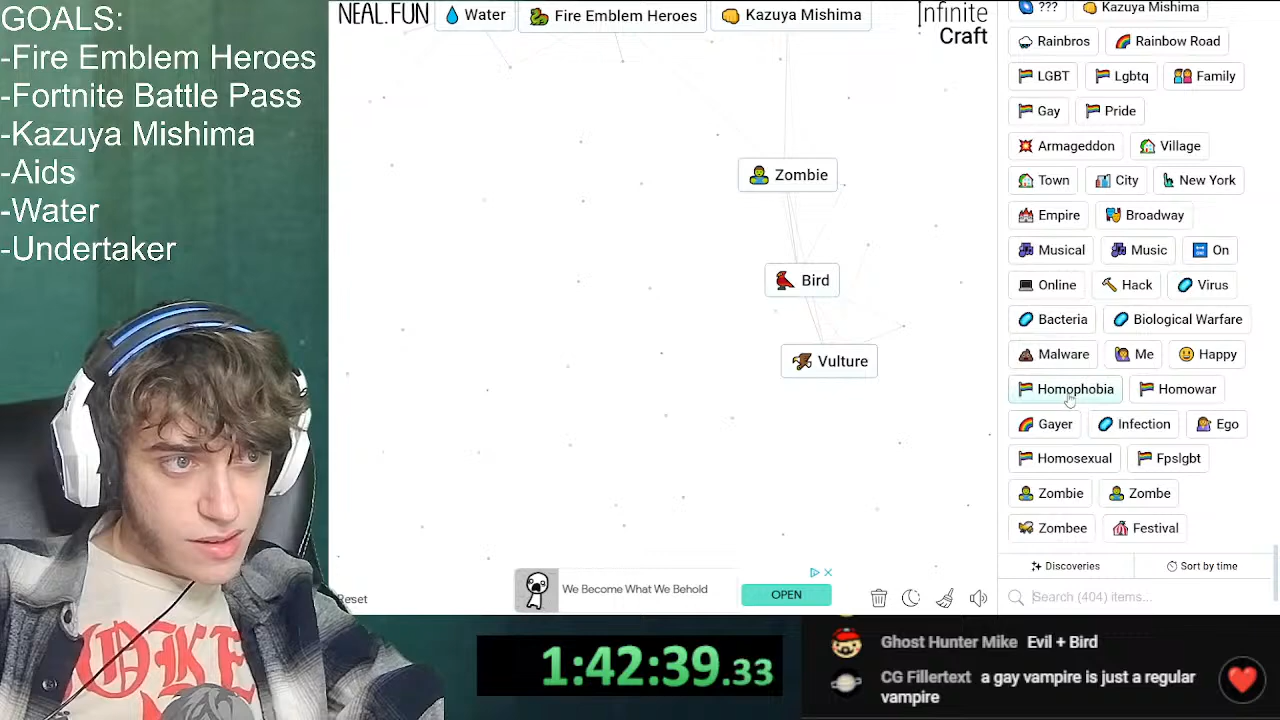 GOALS:
-Fire Emblem Heroes
-Fortnite Battle Pass
-Kazuya Mishima
-Aids
-Water
-Undertaker
NEAL.FUN
Water
Fire Emblem Heroes
Kazuya Mishima
Infinite
Craft
Zombie
Bird
Vulture
Reset
We Become What We Behold
OPEN
??? Kazuya Mishima
Rainbros Rainbow Road
LGBT Lgbtq Family
Gay Pride
Armageddon Village
Town City New York
Empire Broadway
Musical Music On
Online Hack Virus
Bacteria Biological Warfare
Malware Me Happy
Homophobia Homowar
Gayer Infection Ego
Homosexual Fpslgbt
Zombie Zombe
Zombee Festival
Discoveries Sort by time
Search (404) items...
1:42:39.33
Ghost Hunter Mike Evil + Bird
CG Fillertext a gay vampire is just a regular
vampire